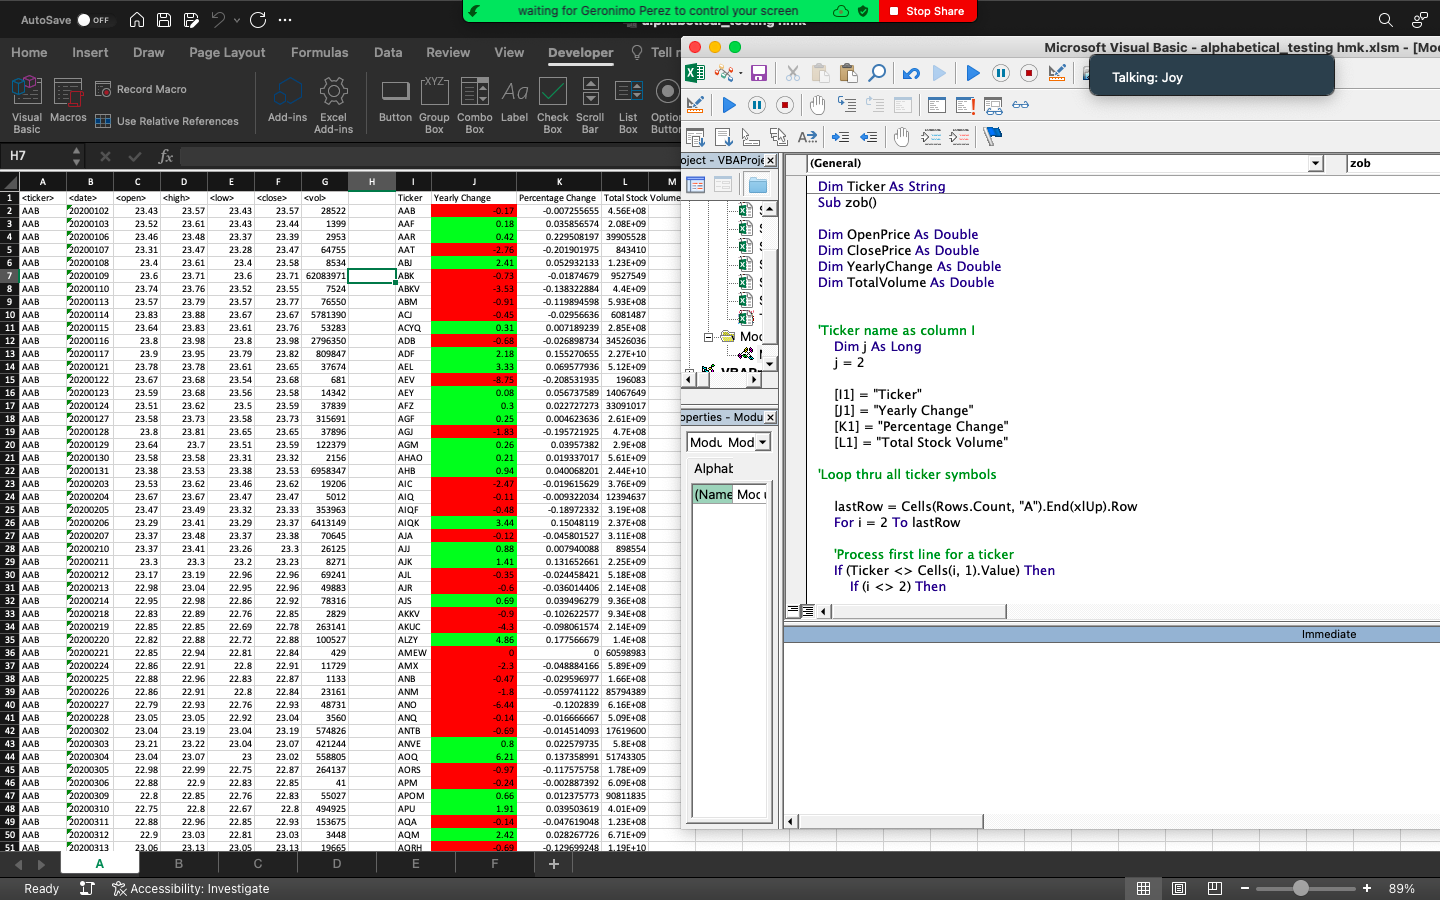 AutoSave OFF
waiting for Geronimo Perez to control your screen
Stop Share
alphabetical_testing hmk
Home Insert Draw Page Layout Formulas Data Review View Developer Tell
Microsoft Visual Basic - alphabetical_testing hmk.xlsm - [Mod
Talking: Joy
Visual Basic
Macros
Record Macro
Use Relative References
Add-ins
Excel Add-ins
Button
Group Box
Combo Box
Label
Check Box
Scroll Bar
List Box
Option Button
H7
fx
oject - VBAProje
(General)
zob
A B C D E F G H I J K L M
1 <ticker> <date> <open> <high> <low> <close> <vol> Ticker Yearly Change Percentage Change Total Stock Volume
2 AAB 20200102 23.43 23.57 23.43 23.57 28522 AAB -0.17 -0.007255655 4.56E+08
3 AAB 20200103 23.52 23.61 23.43 23.44 1399 AAF 0.18 0.035856574 2.08E+09
4 AAB 20200106 23.46 23.48 23.37 23.39 2953 AAR 0.42 0.229508197 39905528
5 AAB 20200107 23.31 23.47 23.28 23.47 64755 AAT -2.76 -0.201901975 843410
6 AAB 20200108 23.4 23.61 23.4 23.58 8534 ABJ 2.41 0.052932133 1.23E+09
7 AAB 20200109 23.6 23.71 23.6 23.71 62083971 ABK -0.73 -0.01874679 9527549
8 AAB 20200110 23.74 23.76 23.52 23.55 7524 ABKV -3.53 -0.138322884 4.4E+09
9 AAB 20200113 23.57 23.79 23.57 23.77 76550 ABM -0.91 -0.119894598 5.93E+08
10 AAB 20200114 23.83 23.88 23.67 23.67 5781390 ACJ -0.45 -0.02956636 6081487
11 AAB 20200115 23.64 23.83 23.61 23.76 53283 ACYQ 0.31 0.007189239 2.85E+08
12 AAB 20200116 23.8 23.98 23.8 23.98 2796350 ADB -0.68 -0.026898734 34526036
13 AAB 20200117 23.9 23.95 23.79 23.82 809847 ADF 2.18 0.155270655 2.27E+10
14 AAB 20200121 23.78 23.78 23.61 23.65 37674 AEL 3.33 0.069577936 5.12E+09
15 AAB 20200122 23.67 23.68 23.54 23.68 681 AEV -8.75 -0.208531935 196083
16 AAB 20200123 23.59 23.68 23.56 23.58 14342 AEY 0.08 0.056737589 14067649
17 AAB 20200124 23.51 23.62 23.5 23.59 37839 AFZ 0.3 0.022727273 33091017
18 AAB 20200127 23.58 23.73 23.58 23.73 315691 AGF 0.25 0.004623636 2.61E+09
19 AAB 20200128 23.8 23.81 23.65 23.65 37896 AGJ -1.83 -0.195721925 4.7E+08
20 AAB 20200129 23.64 23.7 23.51 23.59 122379 AGM 0.26 0.03957382 2.9E+08
21 AAB 20200130 23.58 23.58 23.31 23.32 2156 AHAO 0.21 0.019337017 5.61E+09
22 AAB 20200131 23.38 23.53 23.38 23.53 6958347 AHB 0.94 0.040068201 2.44E+10
23 AAB 20200203 23.53 23.62 23.46 23.62 19206 AIC -2.47 -0.019615629 3.76E+09
24 AAB 20200204 23.67 23.67 23.47 23.47 5012 AIQ -0.11 -0.009322034 12394637
25 AAB 20200205 23.47 23.49 23.32 23.33 353963 AIQF -0.48 -0.18972332 3.19E+08
26 AAB 20200206 23.29 23.41 23.29 23.37 6413149 AIQK 3.44 0.15048119 2.37E+08
27 AAB 20200207 23.37 23.48 23.37 23.38 70645 AJA -0.12 -0.045801527 3.11E+08
28 AAB 20200210 23.37 23.41 23.26 23.3 26125 AJJ 0.88 0.007940088 898554
29 AAB 20200211 23.3 23.3 23.2 23.23 8271 AJK 1.41 0.131652661 2.25E+09
30 AAB 20200212 23.17 23.19 22.96 22.96 69241 AJL -0.35 -0.024458421 5.18E+08
31 AAB 20200213 22.98 23.04 22.95 22.96 49883 AJR -0.6 -0.036014406 2.14E+08
32 AAB 20200214 22.95 22.98 22.86 22.92 78316 AJS 0.69 0.039496279 9.36E+08
33 AAB 20200218 22.83 22.89 22.76 22.85 2829 AKKV -0.9 -0.102622577 9.34E+08
34 AAB 20200219 22.85 22.85 22.69 22.78 263141 AKUC -4.3 -0.098061574 2.14E+09
35 AAB 20200220 22.82 22.88 22.72 22.88 100527 ALZY 4.86 0.177566679 1.4E+08
36 AAB 20200221 22.85 22.94 22.81 22.84 429 AMEW 0 0 60598983
37 AAB 20200224 22.86 22.91 22.8 22.91 11729 AMX -2.3 -0.048884166 5.89E+09
38 AAB 20200225 22.88 22.96 22.83 22.87 1133 ANB -0.47 -0.029596977 1.66E+08
39 AAB 20200226 22.86 22.91 22.8 22.84 23161 ANM -1.8 -0.059741122 85794389
40 AAB 20200227 22.79 22.93 22.76 22.93 48731 ANO -6.44 -0.1202839 6.16E+08
41 AAB 20200228 23.05 23.05 22.92 23.04 3560 ANQ -0.14 -0.016666667 5.09E+08
42 AAB 20200302 23.04 23.19 23.04 23.19 574826 ANTB -0.69 -0.014514093 17619600
43 AAB 20200303 23.21 23.22 23.04 23.07 421244 ANVE 0.8 0.022579735 5.8E+08
44 AAB 20200304 23.04 23.07 23 23.02 558805 AOQ 6.21 0.137358991 51743305
45 AAB 20200305 22.98 22.99 22.75 22.87 264137 AORS -0.97 -0.117575758 1.78E+09
46 AAB 20200306 22.88 22.9 22.83 22.85 41 APM -0.24 -0.002887392 6.09E+08
47 AAB 20200309 22.8 22.85 22.76 22.83 55027 APOM 0.66 0.012375773 90811835
48 AAB 20200310 22.75 22.8 22.67 22.8 494925 APU 1.91 0.039503619 4.01E+09
49 AAB 20200311 22.88 22.96 22.85 22.93 153675 AQA -0.14 -0.047619048 1.23E+08
50 AAB 20200312 22.9 23.03 22.81 23.03 3448 AQM 2.42 0.028267726 6.71E+09
51 AAB 20200313 23.06 23.13 23.05 23.13 19665 AQRH -0.69 -0.129699248 1.19E+10
Moc
VBAP
operties - Modu
Modu Mod
Alphab
(Name Modu
Dim Ticker As String
Sub zob()
Dim OpenPrice As Double
Dim ClosePrice As Double
Dim YearlyChange As Double
Dim TotalVolume As Double
'Ticker name as column I
Dim j As Long
j = 2
[I1] = "Ticker"
[J1] = "Yearly Change"
[K1] = "Percentage Change"
[L1] = "Total Stock Volume"
'Loop thru all ticker symbols
lastRow = Cells(Rows.Count, "A").End(xlUp).Row
For i = 2 To lastRow
'Process first line for a ticker
If (Ticker <> Cells(i, 1).Value) Then
If (i <> 2) Then
Immediate
A B C D E F +
Ready
Accessibility: Investigate
89%